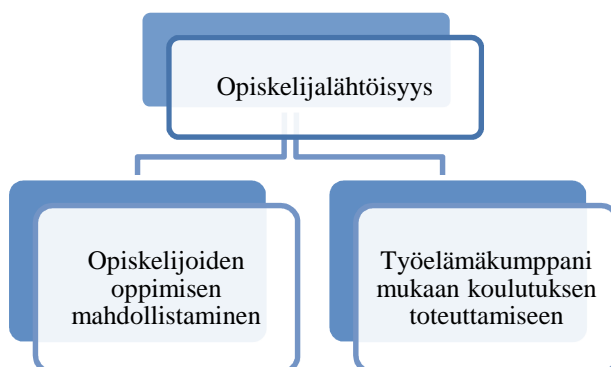 Opiskelijalähtöisyys
Opiskelijoiden
oppimisen
mahdollistaminen
Työelämäkumppani
mukaan koulutuksen
toteuttamiseen